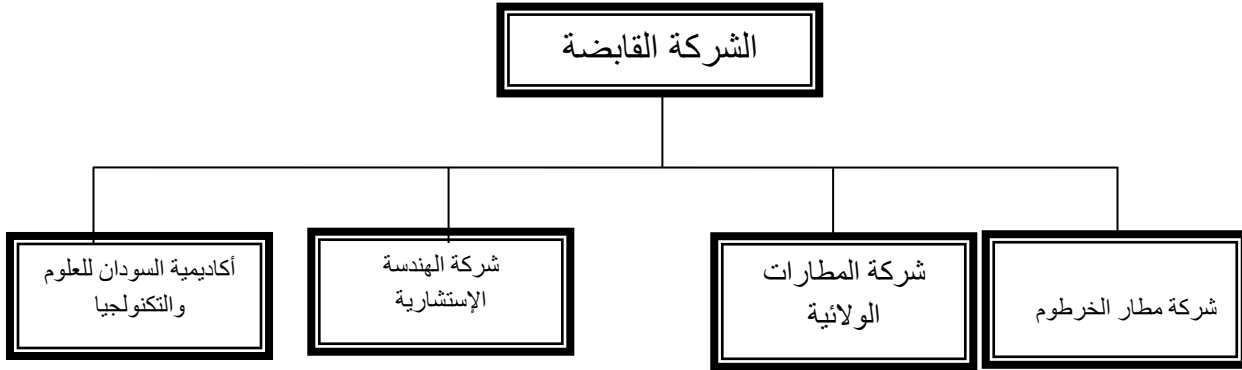 الشركة القابضة
شركة مطار الخرطوم
شركة المطارات
الولائية
شركة الهندسة
الإستشارية
أكاديمية السودان للعلوم
والتكنولجيا